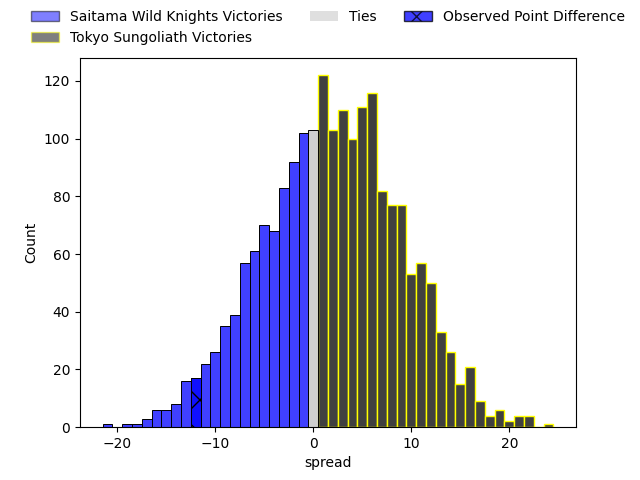 Saitama Wild Knights Victories
Ties
Observed Point Difference
Tokyo Sungoliath Victories
120
100
80
60
40
20
0
Count
−20
−10
0
10
20
spread